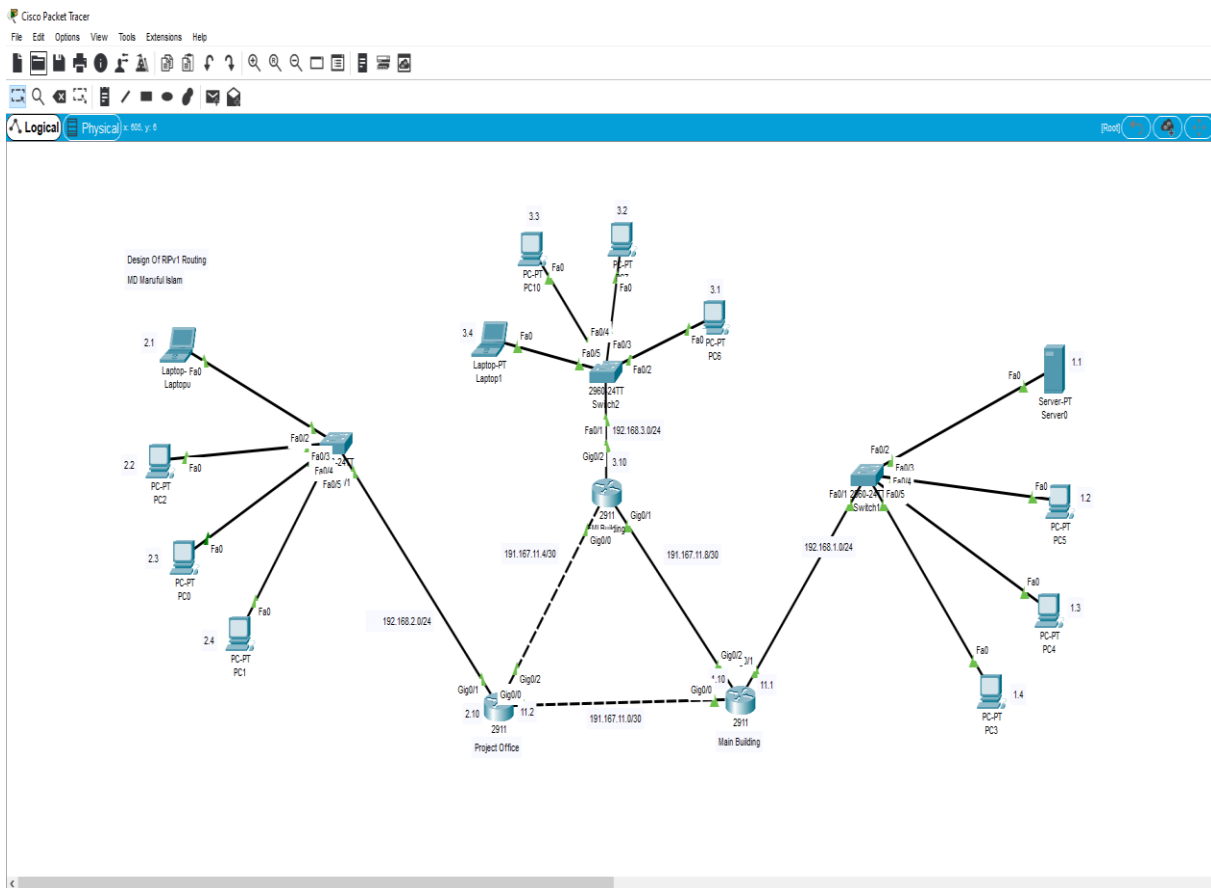 Cisco Packet Tracer
File Edit Options View Tools Extensions Help
Logical
Physical
x: 605, y: 6
[Root]
Design Of RIPv1 Routing
MD Maruful Islam
3.3
3.2
PC-PT
PC10
Fa0
PC-PT
Fa0
3.1
Fa0
PC-PT
PC6
3.4
Fa0
Laptop-PT
Laptop1
Fa0/4
Fa0/5
Fa0/3
Fa0/2
2960-24TT
Switch2
Fa0/1
192.168.3.0/24
Gig0/2
3.10
2911
Gig0/1
Gig0/0
2.1
Laptop-
Fa0
2.2
Fa0
PC-PT
PC2
2.3
Fa0
PC-PT
PC0
2.4
Fa0
PC-PT
PC1
Fa0/2
Fa0/3
Fa0/4
Fa0/5
192.168.2.0/24
191.167.11.4/30
191.167.11.8/30
192.168.1.0/24
Fa0
1.1
Server-PT
Server0
Fa0/2
Fa0/3
Fa0/4
Fa0/1
Fa0/5
Switch1
Fa0
1.2
PC-PT
PC5
Fa0
1.3
PC-PT
PC4
Fa0
1.4
PC-PT
PC3
Gig0/1
Gig0/0
Gig0/2
2.10
11.2
2911
Project Office
191.167.11.0/30
Gig0/2
Gig0/0
11.1
2911
Main Building